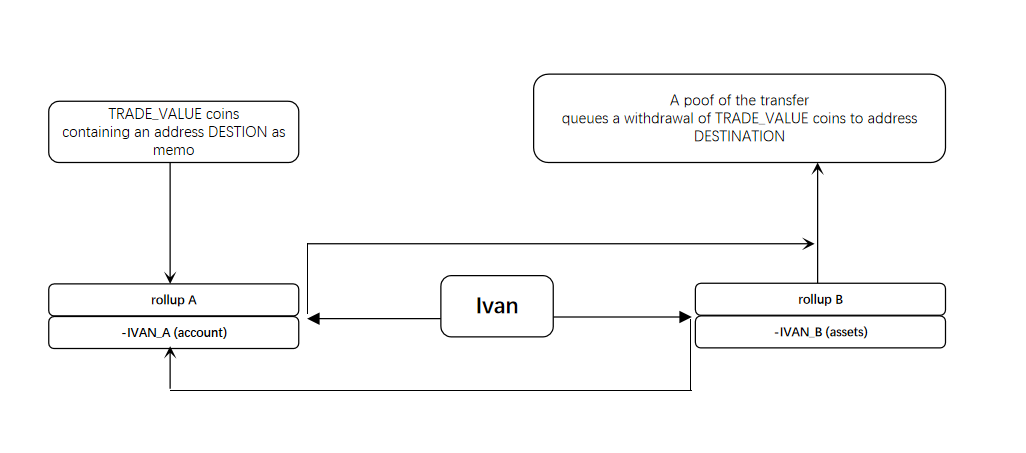 TRADE_VALUE coins
containing an address DESTION as
memo
A poof of the transfer
queues a withdrawal of TRADE_VALUE coins to address
DESTINATION
Ivan
rollup A
-IVAN_A (account)
rollup B
-IVAN_B (assets)